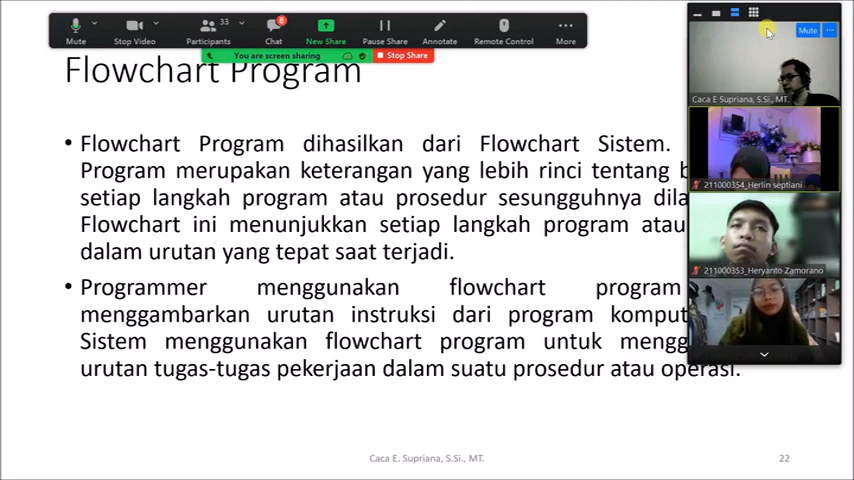 33
8
Mute
Stop Video
Participants
Chat
New Share
Pause Share
Annotate
Remote Control
More
You are screen sharing
Stop Share
Mute
Caca E Supriana, S.Si., MT.
211000354_Herlin septiani
211000353_Heryanto Zamorano
Flowchart Program
• Flowchart Program dihasilkan dari Flowchart Sistem.
Program merupakan keterangan yang lebih rinci tentang
setiap langkah program atau prosedur sesungguhnya
Flowchart ini menunjukkan setiap langkah program atau
dalam urutan yang tepat saat terjadi.
• Programmer menggunakan flowchart program
menggambarkan urutan instruksi dari program
Sistem menggunakan flowchart program untuk
urutan tugas-tugas pekerjaan dalam suatu prosedur atau operasi.
Caca E. Supriana, S.Si., MT.
22